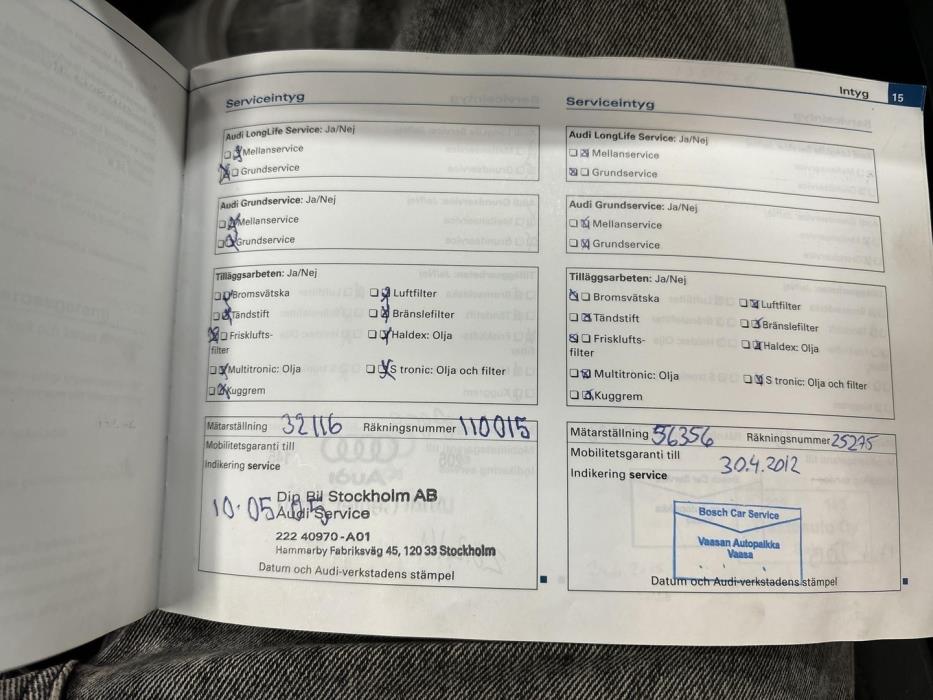 Intyg 15
Serviceintyg
Audi LongLife Service: Ja/Nej
Mellanservice
Grundservice
Audi Grundservice: Ja/Nej
Mellanservice
Grundservice
Tilläggsarbeten: Ja/Nej
Bromsvätska
Luftfilter
Tändstift
Bränslefilter
Frisklufts-
filter
Haldex: Olja
Multitronic: Olja
S tronic: Olja och filter
Kuggrem
Mätarställning 32116 Räkningsnummer 110015
Mobilitetsgaranti till
Indikering service
10.05.05
Din Bil Stockholm AB
Audi Service
222 40970-A01
Hammarby Fabriksväg 45, 120 33 Stockholm
Datum och Audi-verkstadens stämpel
Serviceintyg
Audi LongLife Service: Ja/Nej
Mellanservice
Grundservice
Audi Grundservice: Ja/Nej
Mellanservice
Grundservice
Tilläggsarbeten: Ja/Nej
Bromsvätska
Luftfilter
Tändstift
Bränslefilter
Frisklufts-
filter
Haldex: Olja
Multitronic: Olja
S tronic: Olja och filter
Kuggrem
Mätarställning 56356 Räkningsnummer 25275
Mobilitetsgaranti till
Indikering service
30.4.2012
Bosch Car Service
Vaasan Autopalkka
Vaasa
Datum och Audi-verkstadens stämpel